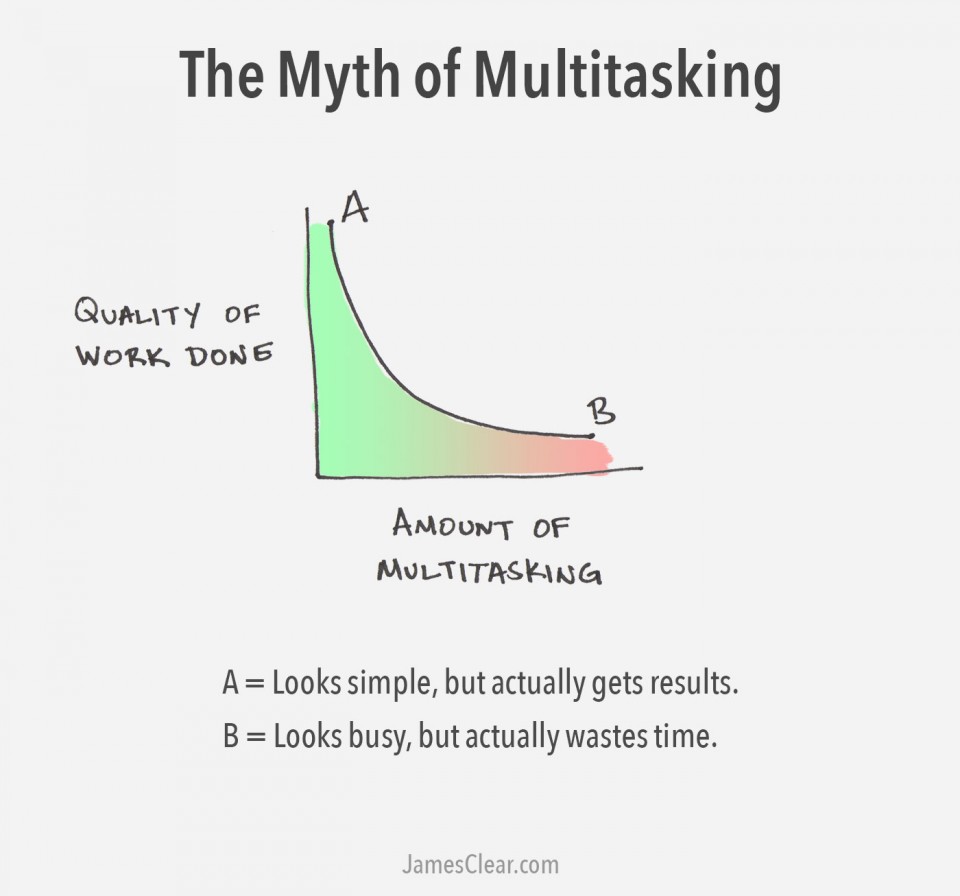 The Myth of Multitasking
A
QUALITY OF
WORK DONE
B
AMOUNT OF
MULTITASKING
A = Looks simple, but actually gets results.
B = Looks busy, but actually wastes time.
JamesClear.com